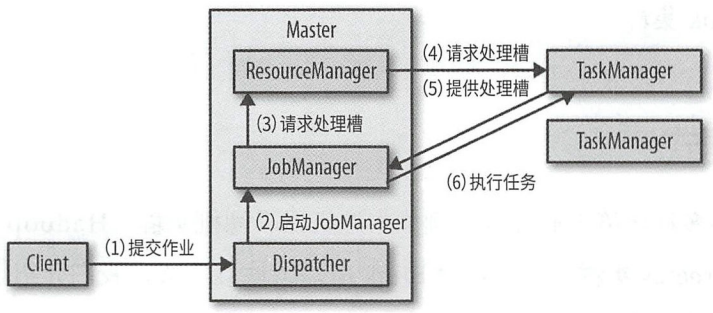 Master
ResourceManager
(4) 请求处理槽
TaskManager
(5) 提供处理槽
(3) 请求处理槽
TaskManager
JobManager
(6) 执行任务
(2) 启动JobManager
(1) 提交作业
Client
Dispatcher